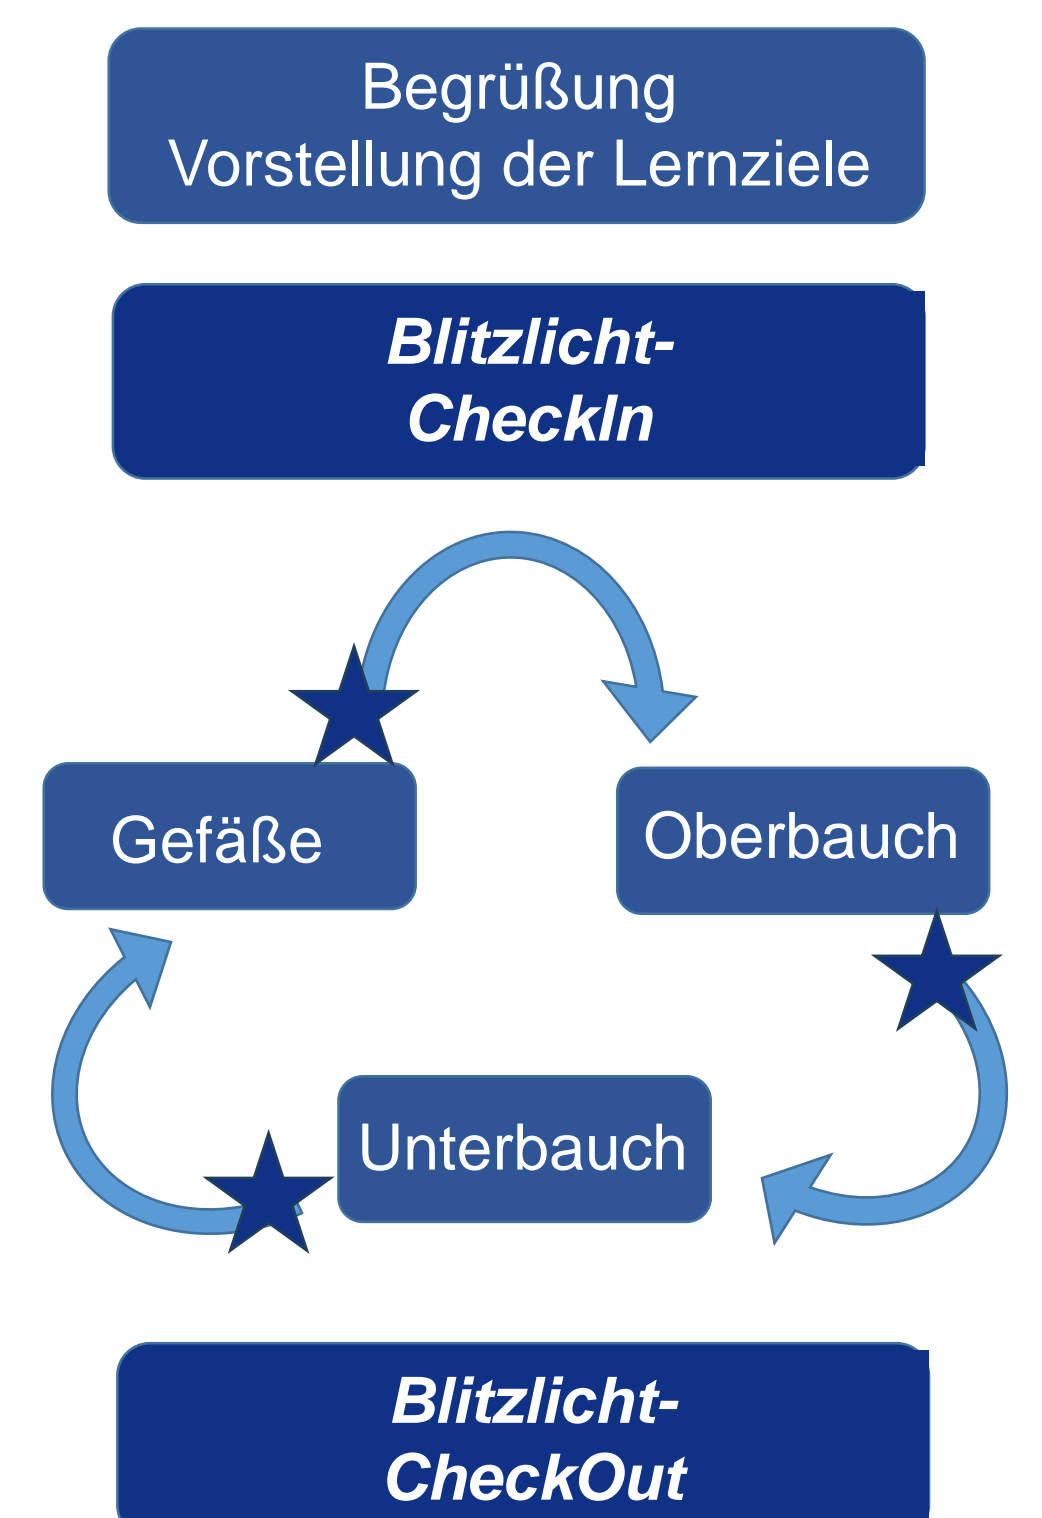 Begrüßung
Vorstellung der Lernziele
Blitzlicht-
CheckIn
Gefäße
Oberbauch
Unterbauch
Blitzlicht-
CheckOut